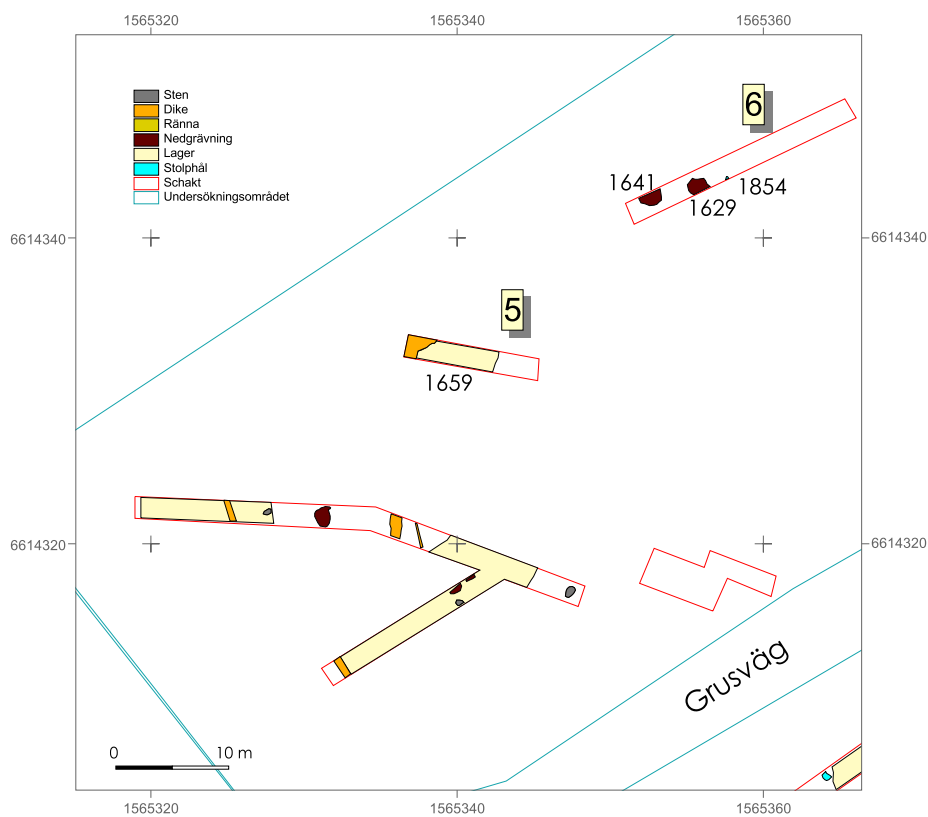 1565320 1565340 1565360
Sten
Dike
Ränna
Nedgrävning
Lager
Stolphål
Schakt
Undersökningsområdet
6
1641
1854
1629
6614340 6614340
5
1659
6614320 6614320
Grusväg
0 10 m
1565320 1565340 1565360